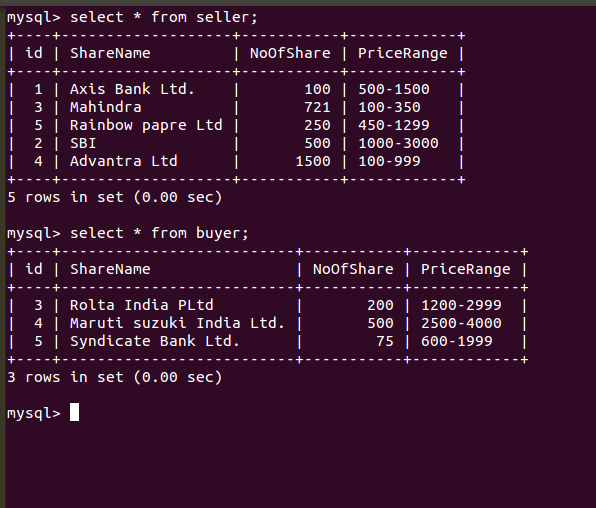 mysql> select * from seller;
+----+-------------------+-----------+------------+
| id | ShareName         | NoOfShare | PriceRange |
+----+-------------------+-----------+------------+
|  1 | Axis Bank Ltd.    |       100 | 500-1500   |
|  3 | Mahindra          |       721 | 100-350    |
|  5 | Rainbow papre Ltd |       250 | 450-1299   |
|  2 | SBI               |       500 | 1000-3000  |
|  4 | Advantra Ltd      |      1500 | 100-999    |
+----+-------------------+-----------+------------+
5 rows in set (0.00 sec)

mysql> select * from buyer;
+----+--------------------------+-----------+------------+
| id | ShareName                | NoOfShare | PriceRange |
+----+--------------------------+-----------+------------+
|  3 | Rolta India PLtd         |       200 | 1200-2999  |
|  4 | Maruti suzuki India Ltd. |       500 | 2500-4000  |
|  5 | Syndicate Bank Ltd.      |        75 | 600-1999   |
+----+--------------------------+-----------+------------+
3 rows in set (0.00 sec)

mysql>